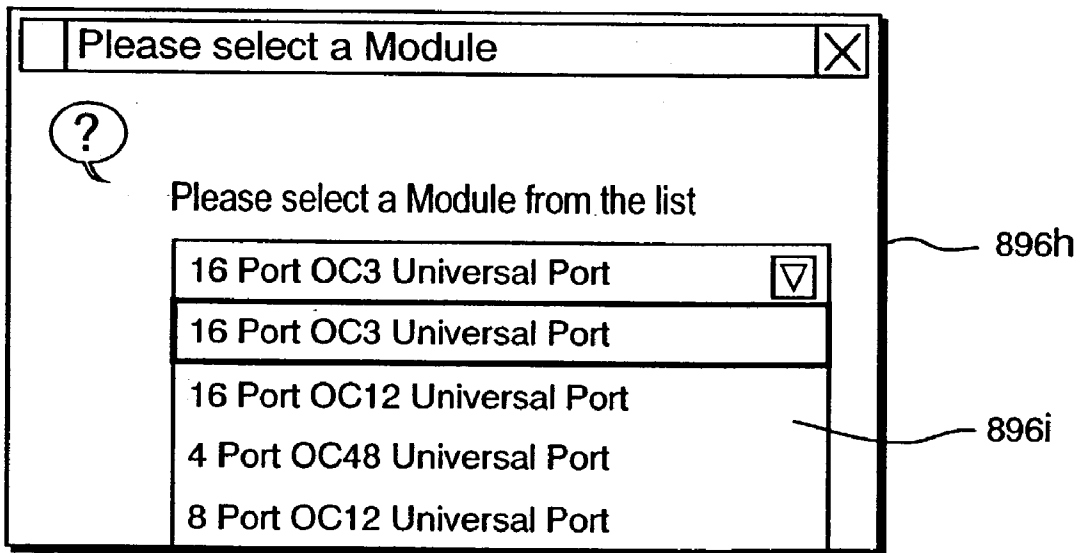 Please select a Module
?
Please select a Module from the list
16 Port OC3 Universal Port
896h
16 Port OC3 Universal Port
16 Port OC12 Universal Port
896i
4 Port OC48 Universal Port
8 Port OC12 Universal Port